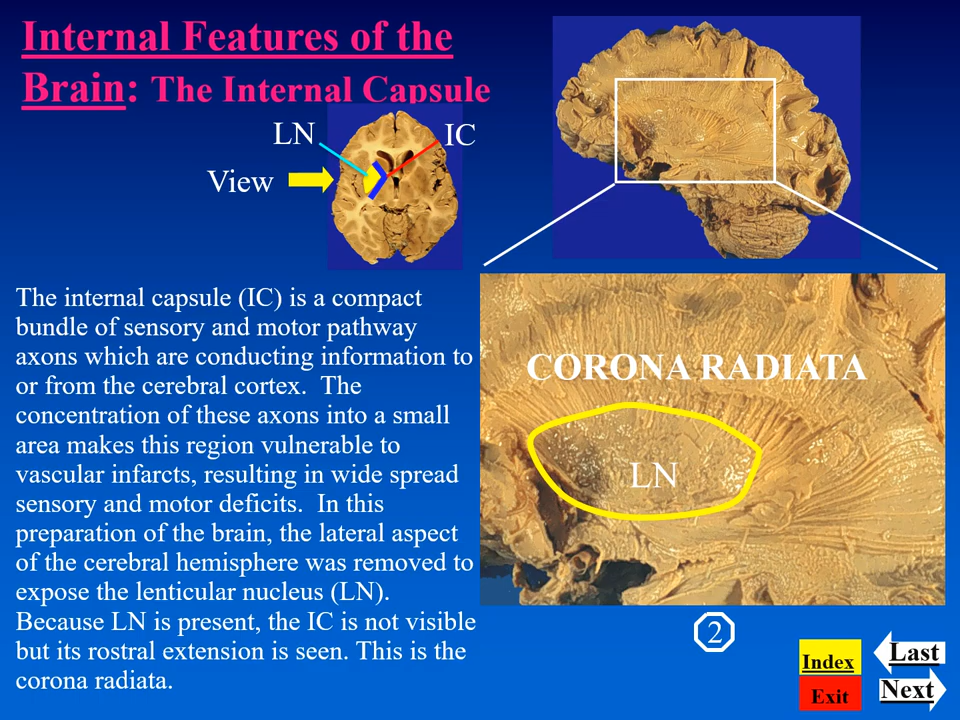 Internal Features of the
Brain: The Internal Capsule
LN
IC
View
The internal capsule (IC) is a compact
bundle of sensory and motor pathway
axons which are conducting information to
or from the cerebral cortex. The
concentration of these axons into a small
area makes this region vulnerable to
vascular infarcts, resulting in wide spread
sensory and motor deficits. In this
preparation of the brain, the lateral aspect
of the cerebral hemisphere was removed to
expose the lenticular nucleus (LN).
Because LN is present, the IC is not visible
but its rostral extension is seen. This is the
corona radiata.
CORONA RADIATA
LN
2
Index
Exit
Last
Next